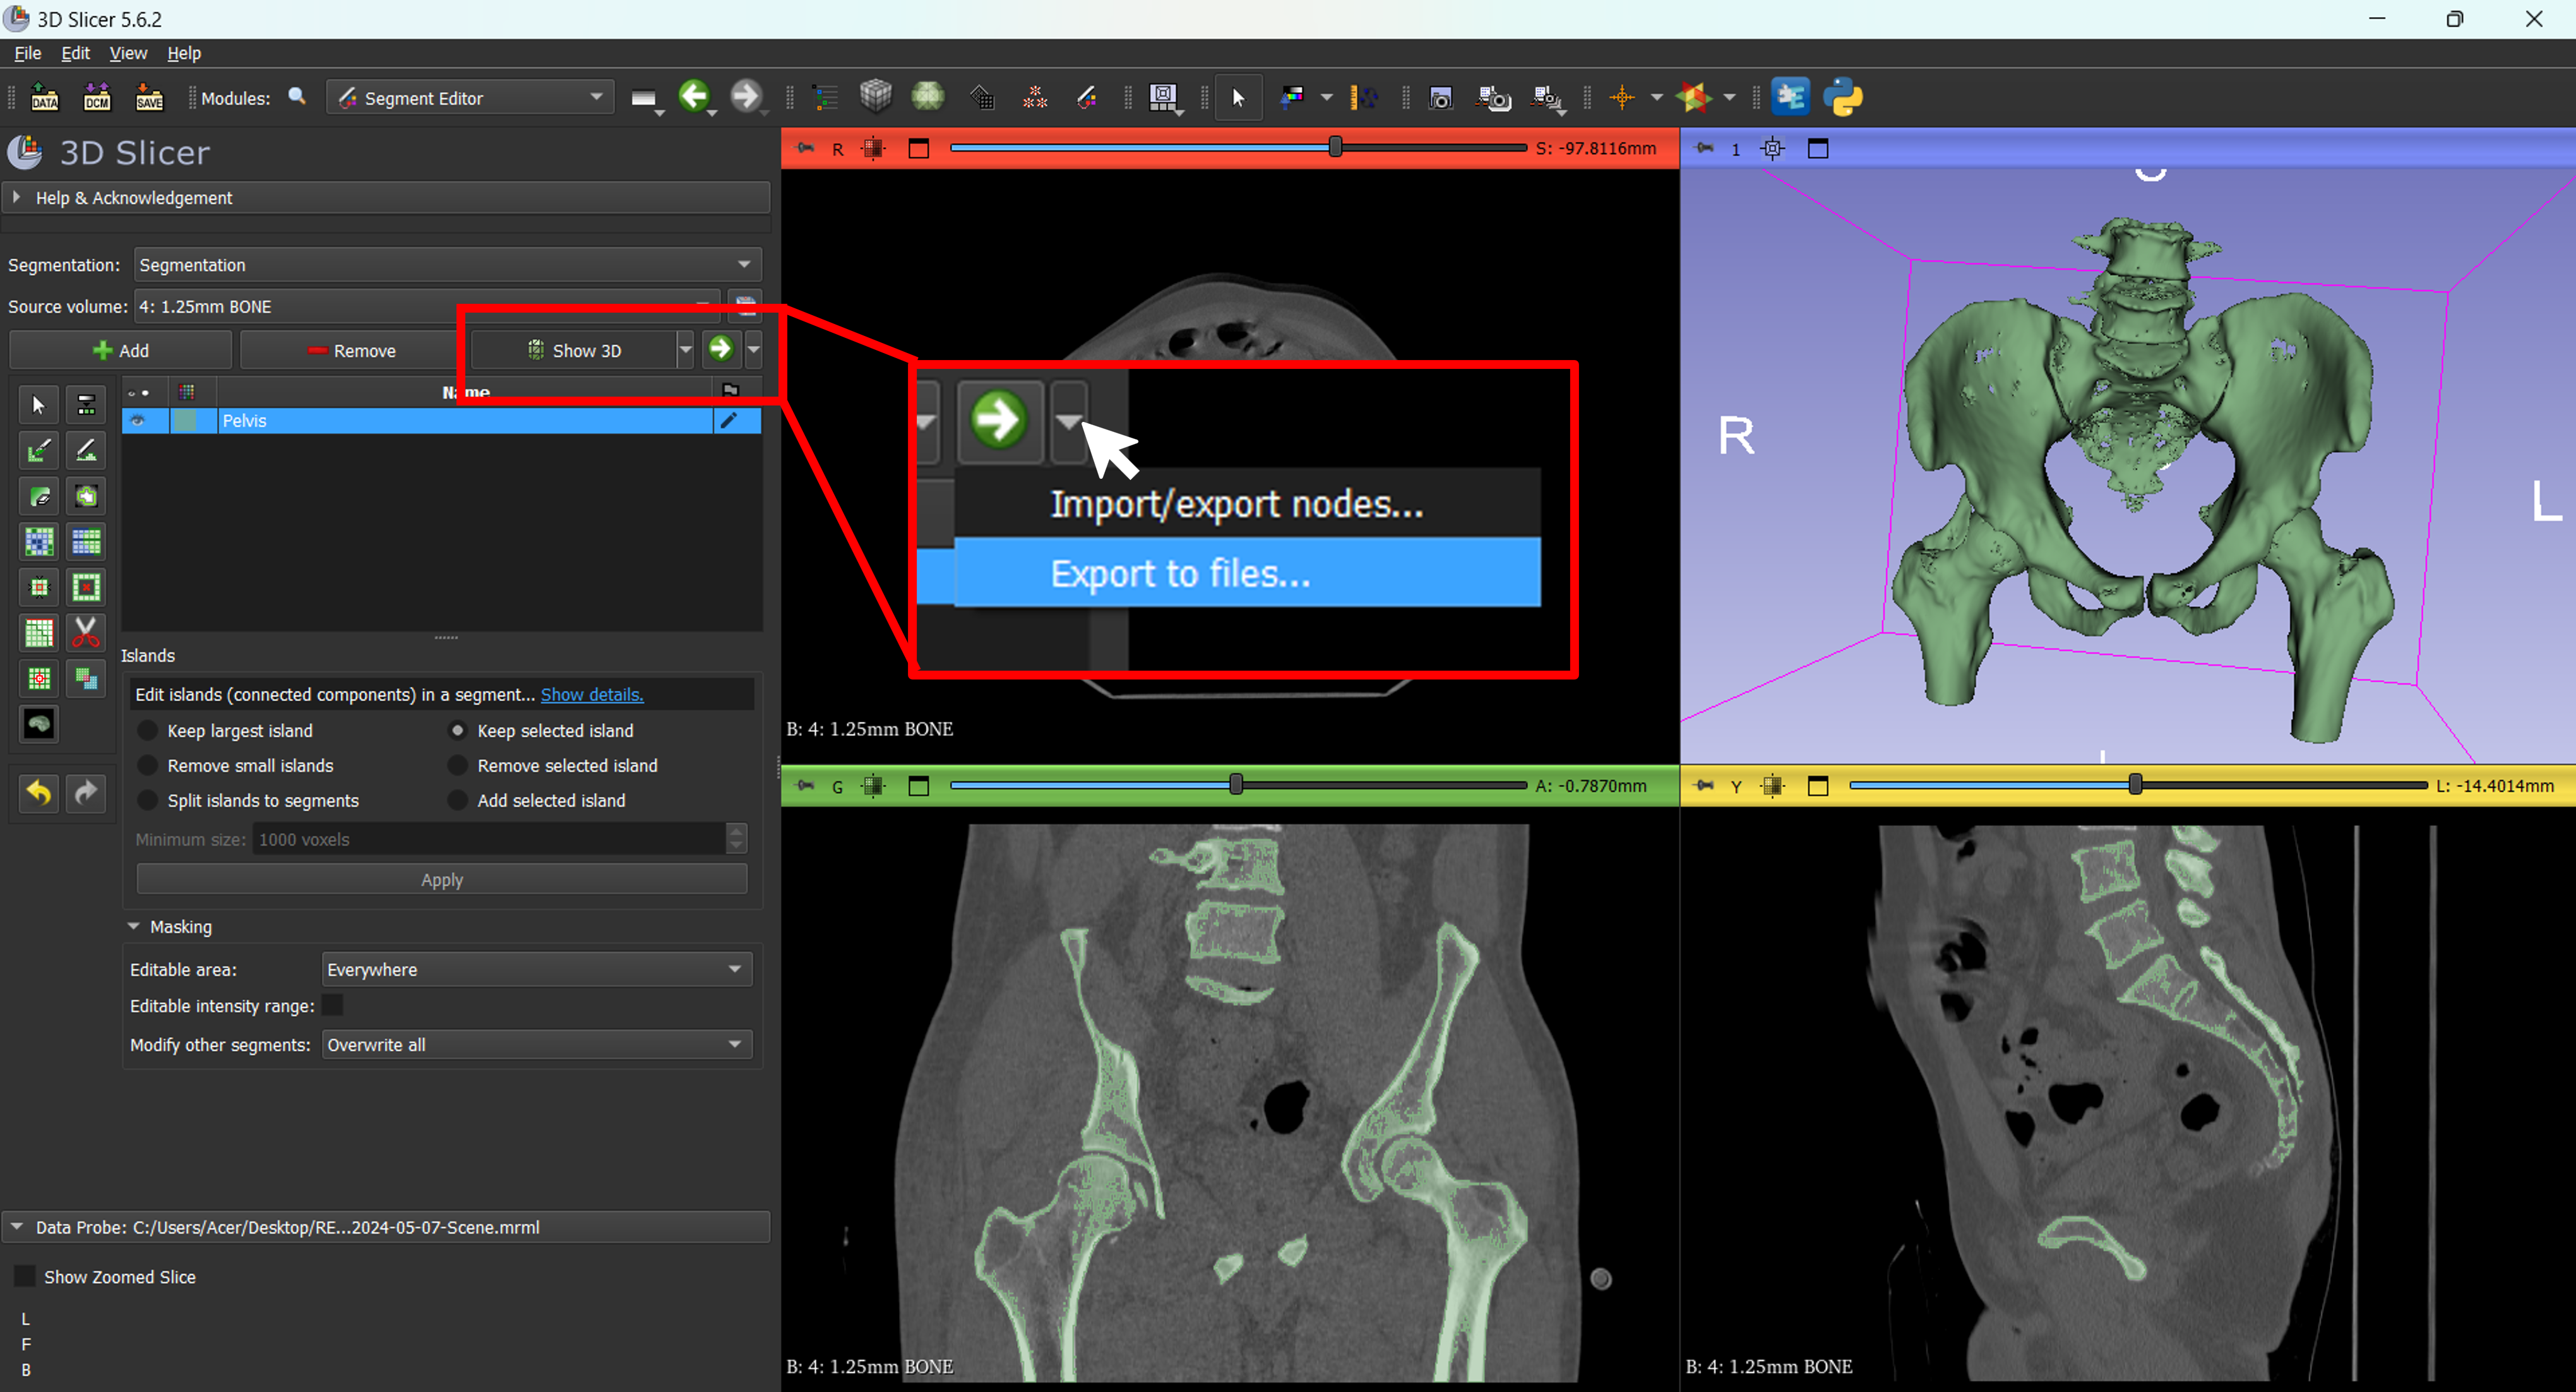 3D Slicer 5.6.2
File Edit View Help
DATA DCM SAVE Modules: Segment Editor
3D Slicer
Help & Acknowledgement
Segmentation: Segmentation
Source volume: 4: 1.25mm BONE
Add Remove Show 3D
Name
Pelvis
Islands
Edit islands (connected components) in a segment... Show details.
Keep largest island Keep selected island
Remove small islands Remove selected island
Split islands to segments Add selected island
Minimum size: 1000 voxels
Apply
Masking
Editable area: Everywhere
Editable intensity range:
Modify other segments: Overwrite all
Data Probe: C:/Users/Acer/Desktop/RE...2024-05-07-Scene.mrml
Show Zoomed Slice
L
F
B
R S: -97.8116mm
Import/export nodes...
Export to files...
B: 4: 1.25mm BONE
1
R
L
G A: -0.7870mm
B: 4: 1.25mm BONE
Y L: -14.4014mm
B: 4: 1.25mm BONE